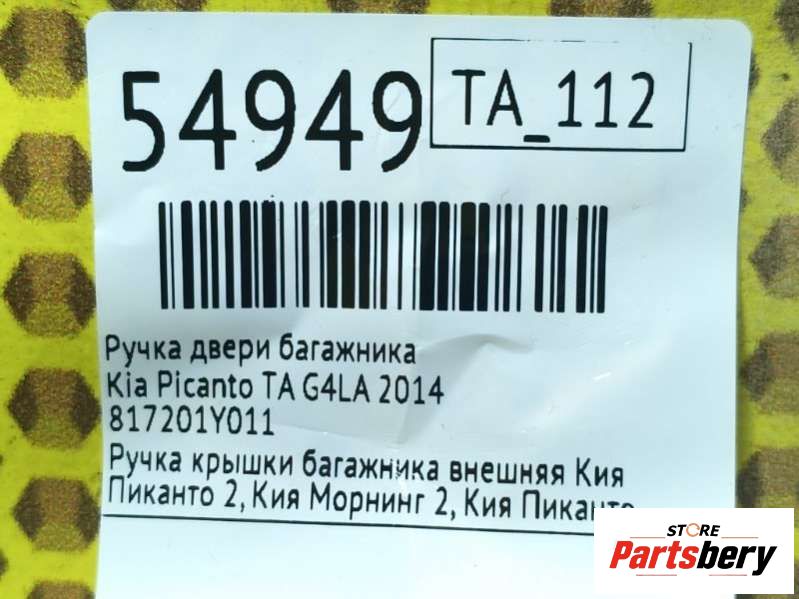 54949
TA_112
Ручка двери багажника
Kia Picanto TA G4LA 2014
817201Y011
Ручка крышки багажника внешняя Кия
Пиканто 2, Кия Морнинг 2, Кия Пиканто
STORE
Partsbery